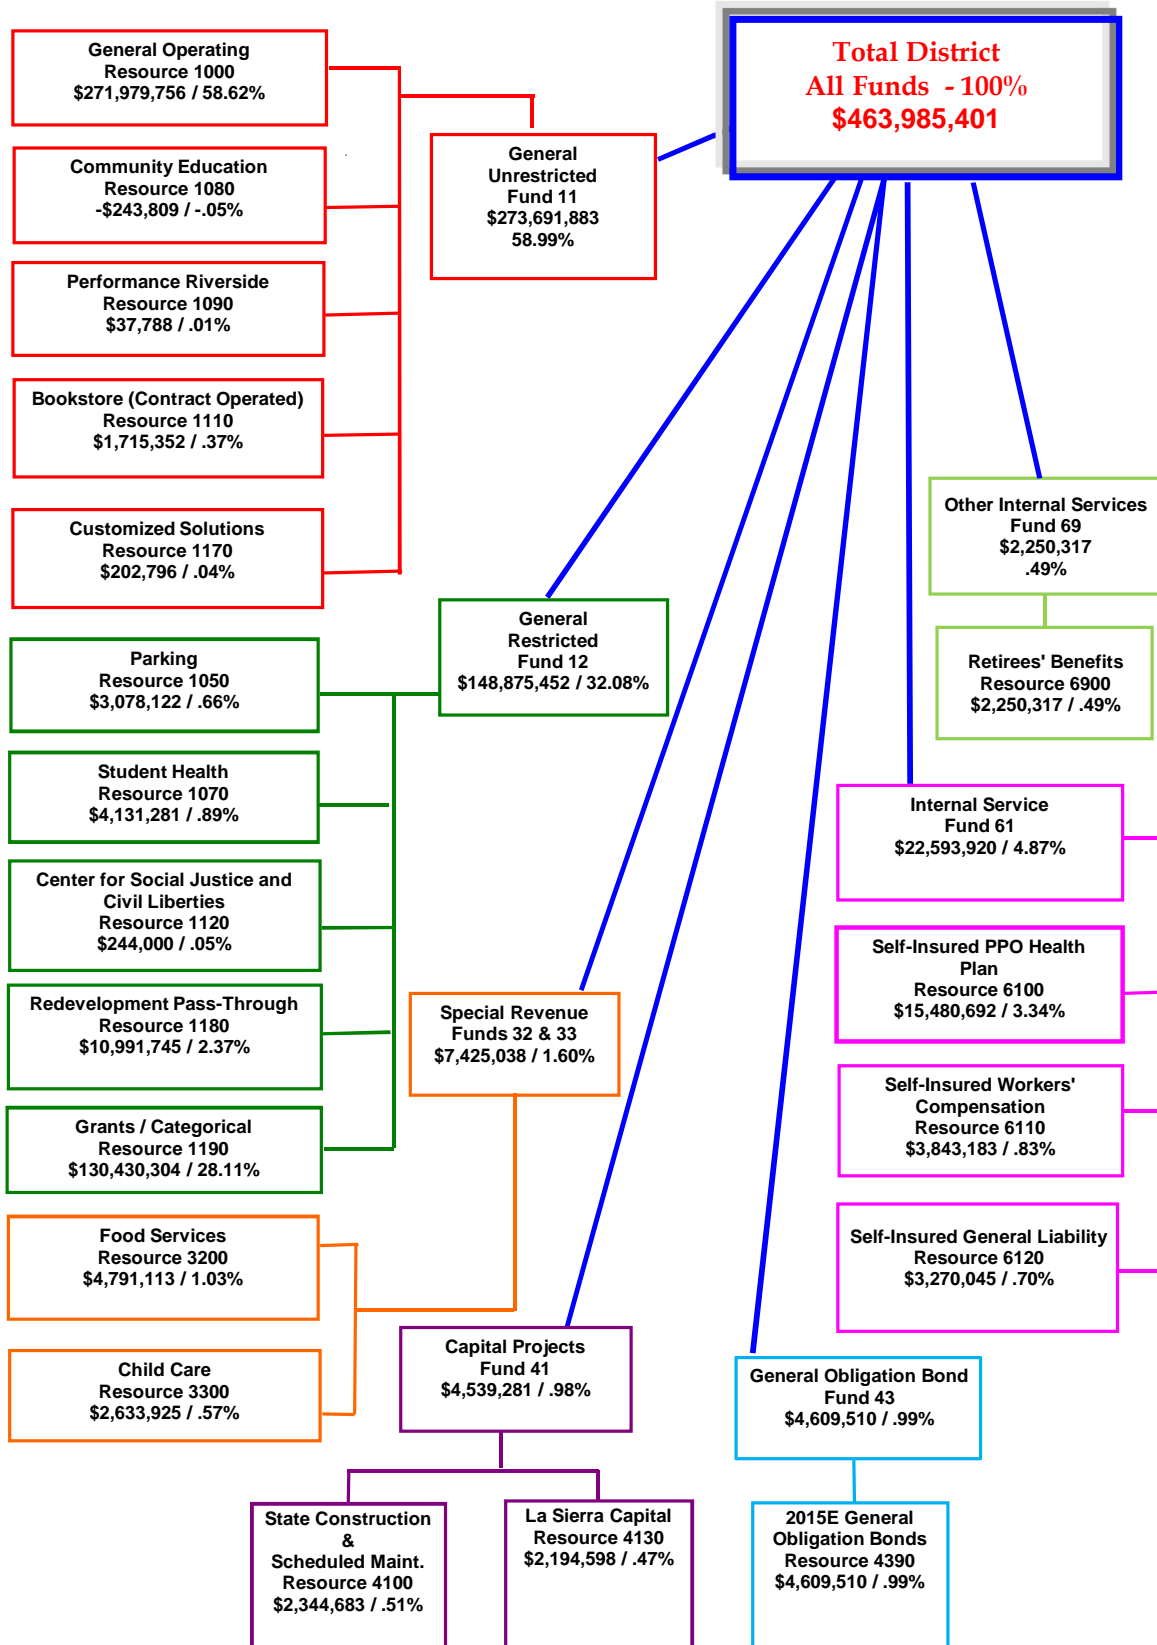 Total District
All Funds - 100%
$463,985,401
General Operating
Resource 1000
$271,979,756 / 58.62%
Community Education
Resource 1080
-$243,809 / -.05%
Performance Riverside
Resource 1090
$37,788 / .01%
Bookstore (Contract Operated)
Resource 1110
$1,715,352 / .37%
Customized Solutions
Resource 1170
$202,796 / .04%
General
Unrestricted
Fund 11
$273,691,883
58.99%
Other Internal Services
Fund 69
$2,250,317
.49%
Retirees' Benefits
Resource 6900
$2,250,317 / .49%
General
Restricted
Fund 12
$148,875,452 / 32.08%
Parking
Resource 1050
$3,078,122 / .66%
Student Health
Resource 1070
$4,131,281 / .89%
Center for Social Justice and
Civil Liberties
Resource 1120
$244,000 / .05%
Redevelopment Pass-Through
Resource 1180
$10,991,745 / 2.37%
Grants / Categorical
Resource 1190
$130,430,304 / 28.11%
Internal Service
Fund 61
$22,593,920 / 4.87%
Self-Insured PPO Health
Plan
Resource 6100
$15,480,692 / 3.34%
Self-Insured Workers'
Compensation
Resource 6110
$3,843,183 / .83%
Self-Insured General Liability
Resource 6120
$3,270,045 / .70%
Special Revenue
Funds 32 & 33
$7,425,038 / 1.60%
Food Services
Resource 3200
$4,791,113 / 1.03%
Child Care
Resource 3300
$2,633,925 / .57%
Capital Projects
Fund 41
$4,539,281 / .98%
General Obligation Bond
Fund 43
$4,609,510 / .99%
State Construction
&
Scheduled Maint.
Resource 4100
$2,344,683 / .51%
La Sierra Capital
Resource 4130
$2,194,598 / .47%
2015E General
Obligation Bonds
Resource 4390
$4,609,510 / .99%